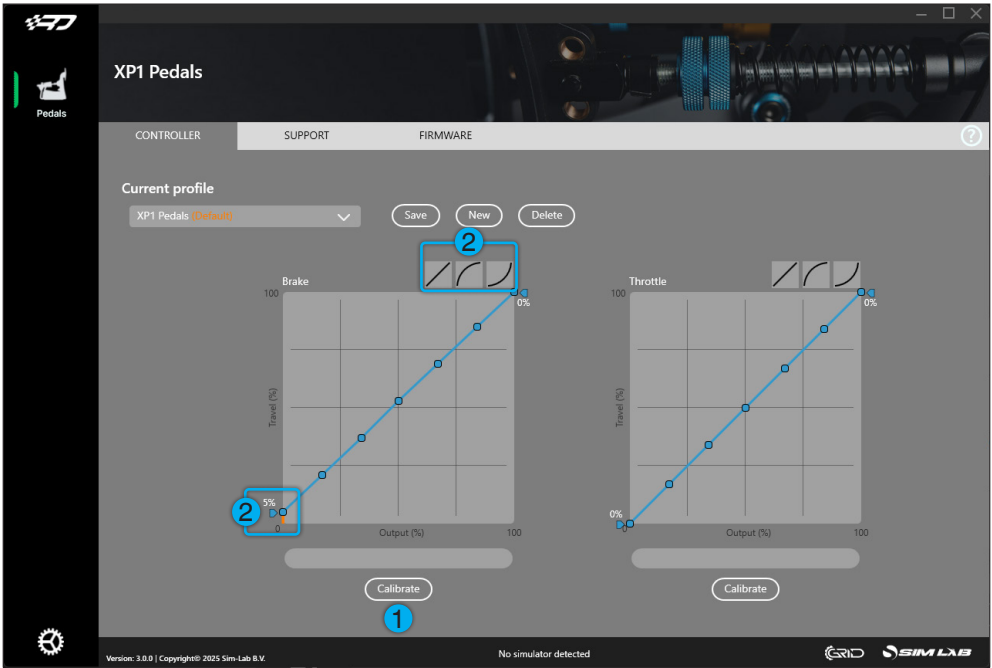 XP1 Pedals
Pedals
CONTROLLER SUPPORT FIRMWARE ?
Current profile
XP1 Pedals (Default) Save New Delete
2
Brake
100
0%
Travel (%)
5%
2
0 Output (%) 100
Calibrate
1
Throttle
100
0%
Travel (%)
0%
0 Output (%) 100
Calibrate
Version: 3.0.0 | Copyright© 2025 Sim-Lab B.V. No simulator detected GRID SIMLAB